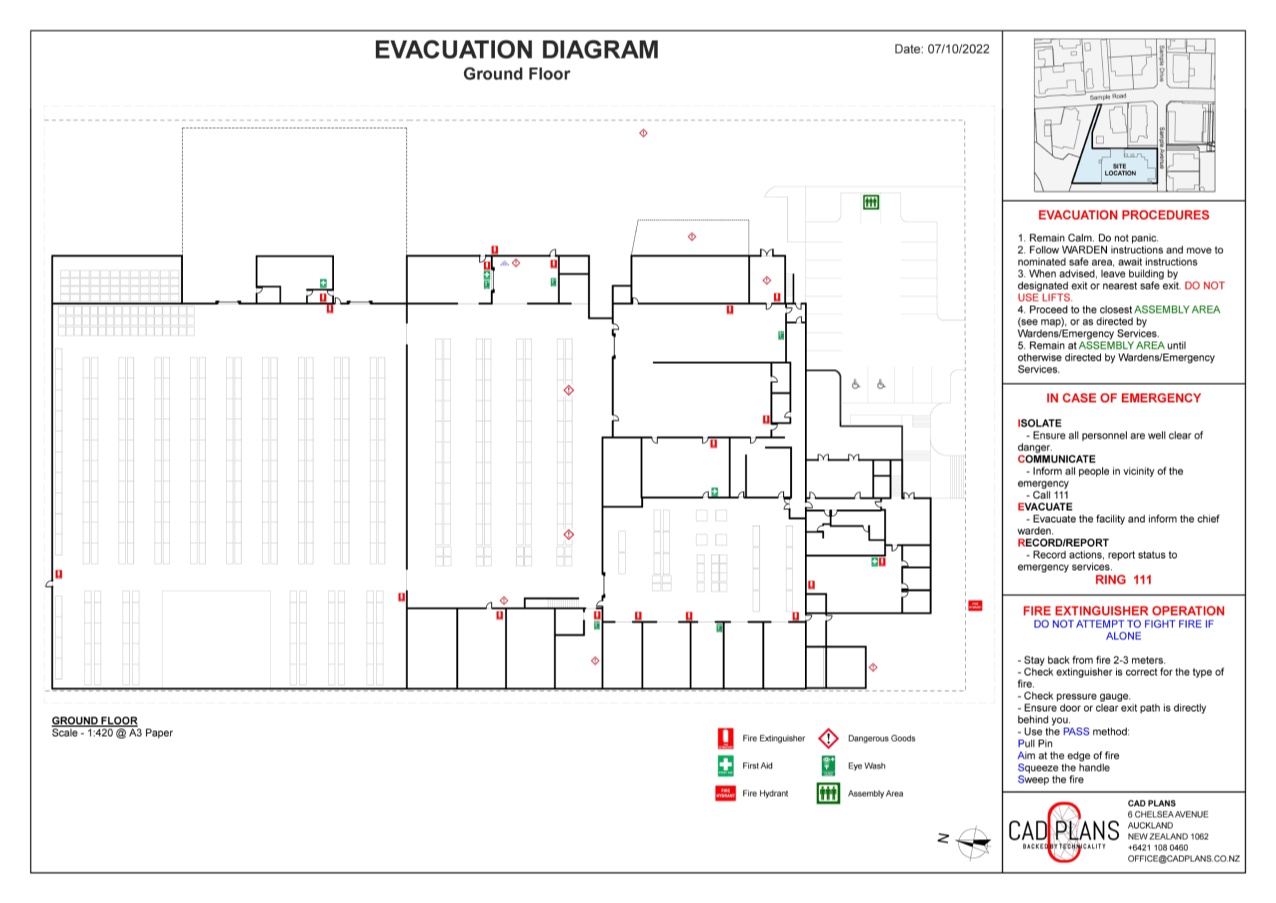 EVACUATION DIAGRAM
Ground Floor
Date: 07/10/2022
Sample Drive
Sample Road
Sample Avenue
SITE
LOCATION
EVACUATION PROCEDURES
1. Remain Calm. Do not panic.
2. Follow WARDEN instructions and move to
nominated safe area, await instructions
3. When advised, leave building by
designated exit or nearest safe exit. DO NOT
USE LIFTS.
4. Proceed to the closest ASSEMBLY AREA
(see map), or as directed by
Wardens/Emergency Services.
5. Remain at ASSEMBLY AREA until
otherwise directed by Wardens/Emergency
Services.
IN CASE OF EMERGENCY
ISOLATE
- Ensure all personnel are well clear of
danger.
COMMUNICATE
- Inform all people in vicinity of the
emergency
- Call 111
EVACUATE
- Evacuate the facility and inform the chief
warden.
RECORD/REPORT
- Record actions, report status to
emergency services.
RING 111
FIRE EXTINGUISHER OPERATION
DO NOT ATTEMPT TO FIGHT FIRE IF
ALONE
- Stay back from fire 2-3 meters.
- Check extinguisher is correct for the type of
fire.
- Check pressure gauge.
- Ensure door or clear exit path is directly
behind you.
- Use the PASS method:
Pull Pin
Aim at the edge of fire
Squeeze the handle
Sweep the fire
GROUND FLOOR
Scale - 1:420 @ A3 Paper
Fire Extinguisher
Dangerous Goods
First Aid
Eye Wash
FIRE
HYDRANT
Fire Hydrant
Assembly Area
N
CAD PLANS
BACKED BY TECHNICALITY
CAD PLANS
6 CHELSEA AVENUE
AUCKLAND
NEW ZEALAND 1062
+6421 108 0460
OFFICE@CADPLANS.CO.NZ